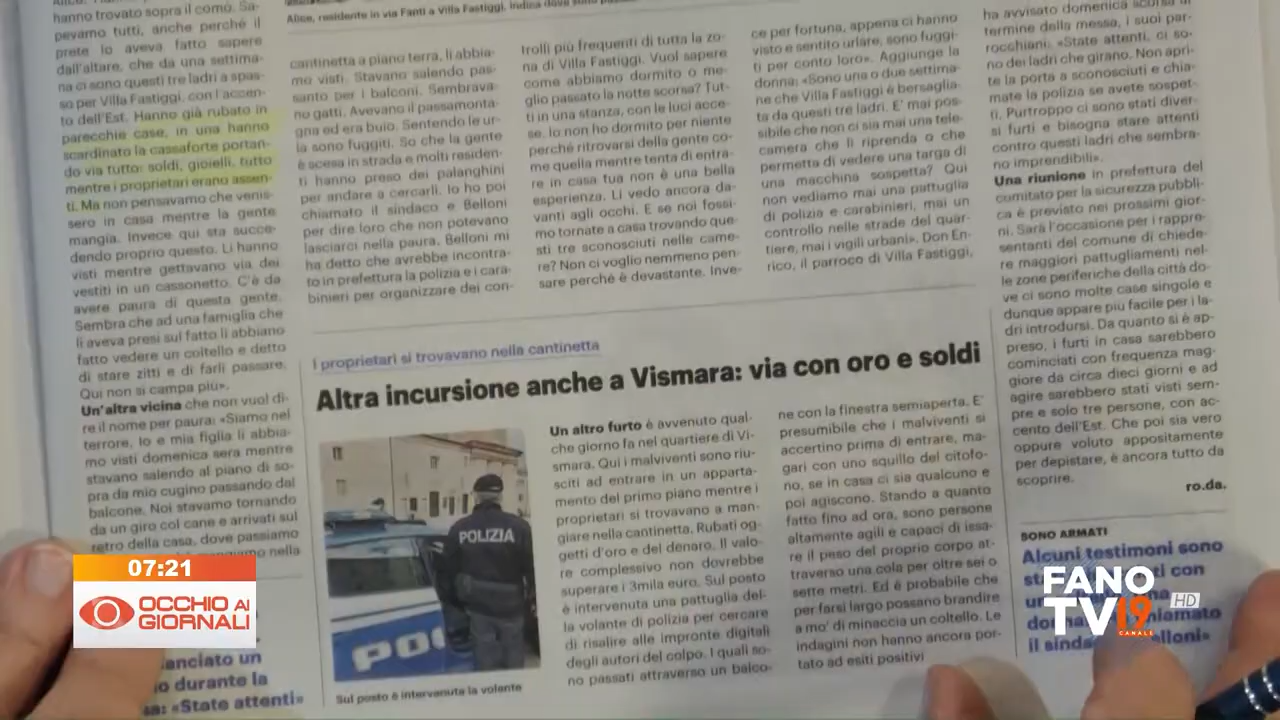 hanno trovato sopra il comò. Sa-
pevamo tutti, anche perché il
prete lo aveva fatto sapere
dall'altare, che da una settima-
na ci sono questi tre ladri a spas-
so per Villa Fastiggi, con l'accen-
to dell'Est. Hanno già rubato in
parecchie case, in una hanno
scardinato la cassaforte portan-
do via tutto: soldi, gioielli, tutto
mentre i proprietari erano assen-
ti. Ma non pensavamo che venis-
sero in casa mentre la gente
mangia. Invece qui sta succe-
dendo proprio questo. Li hanno
visti mentre gettavano via dei
vestiti in un cassonetto. C'è da
avere paura di questa gente.
Sembra che ad una famiglia che
li aveva presi sul fatto li abbiano
fatto vedere un coltello e detto
di stare zitti e di farli passare.
Qui non si campa più».
Un'altra vicina che non vuol di-
re il nome per paura: «Siamo nel
terrore. Io e mia figlia li abbia-
mo visti domenica sera mentre
stavano salendo al piano di so-
pra da mio cugino passando dal
balcone. Noi stavamo tornando
da un giro col cane e arrivati sul
retro della casa, dove passiamo
nella
anciato un
o durante la
sa: «State attenti»
Alice, residente in via Fanti a Villa Fastiggi, indica dove sono
cantinetta a piano terra, li abbia-
mo visti. Stavano salendo pas-
santo per i balconi. Sembrava-
no gatti. Avevano il passamonta-
gna ed era buio. Sentendo le ur-
la sono fuggiti. So che la gente
è scesa in strada e molti residen-
ti hanno preso dei palanghini
per andare a cercarli. Io ho poi
chiamato il sindaco e Belloni
per dire loro che non potevano
lasciarci nella paura. Belloni mi
ha detto che avrebbe incontra-
to in prefettura la polizia e i cara-
binieri per organizzare dei con-
trolli più frequenti di tutta la zo-
na di Villa Fastiggi. Vuol sapere
come abbiamo dormito o me-
glio passato la notte scorsa? Tut-
ti in una stanza, con le luci acce-
se. Io non ho dormito per niente
perché ritrovarsi della gente co-
me quella mentre tenta di entra-
re in casa tua non è una bella
esperienza. Li vedo ancora da-
vanti agli occhi. E se noi fossi-
mo tornate a casa trovando que-
sti tre sconosciuti nelle came-
re? Non ci voglio nemmeno pen-
sare perché è devastante. Inve-
ce per fortuna, appena ci hanno
visto e sentito urlare, sono fuggi-
ti per conto loro». Aggiunge la
donna: «Sono una o due settima-
ne che Villa Fastiggi è bersaglia-
ta da questi tre ladri. E' mai pos-
sibile che non ci sia mai una tele-
camera che li riprenda o che
permetta di vedere una targa di
una macchina sospetta? Qui
non vediamo mai una pattuglia
di polizia e carabinieri, mai un
controllo nelle strade del quar-
tiere, mai i vigili urbani». Don En-
rico, il parroco di Villa Fastiggi,
ha avvisato domenica scorsa al
termine della messa, i suoi par-
rocchiani. «State attenti, ci so-
no dei ladri che girano. Non apri-
te la porta a sconosciuti e chia-
mate la polizia se avete sospet-
ti. Purtroppo ci sono stati diver-
si furti e bisogna stare attenti
contro questi ladri che sembra-
no imprendibili».
Una riunione in prefettura del
comitato per la sicurezza pubbli-
ca è previsto nei prossimi gior-
ni. Sarà l'occasione per i rappre-
sentanti del comune di chiede-
re maggiori pattugliamenti nel-
le zone periferiche della città do-
ve ci sono molte case singole e
dunque appare più facile per i la-
dri introdursi. Da quanto si è ap-
preso, i furti in casa sarebbero
cominciati con frequenza mag-
giore da circa dieci giorni e ad
agire sarebbero stati visti sem-
pre e solo tre persone, con ac-
cento dell'Est. Che poi sia vero
oppure voluto appositamente
per depistare, è ancora tutto da
scoprire.
ro.da.
I proprietari si trovavano nella cantinetta
Altra incursione anche a Vismara: via con oro e soldi
POLIZIA
PO
Sul posto è intervenuta la volante
Un altro furto è avvenuto qual-
che giorno fa nel quartiere di Vi-
smara. Qui i malviventi sono riu-
sciti ad entrare in un apparta-
mento del primo piano mentre i
proprietari si trovavano a man-
giare nella cantinetta. Rubati og-
getti d'oro e del denaro. Il valo-
re complessivo non dovrebbe
superare i 3mila euro. Sul posto
è intervenuta una pattuglia del-
la volante di polizia per cercare
di risalire alle impronte digitali
degli autori del colpo. I quali so-
no passati attraverso un balco-
ne con la finestra semiaperta. E'
presumibile che i malviventi si
accertino prima di entrare, ma-
gari con uno squillo del citofo-
no, se in casa ci sia qualcuno e
poi agiscono. Stando a quanto
fatto fino ad ora, sono persone
altamente agili e capaci di issa-
re il peso del proprio corpo at-
traverso una cola per oltre sei o
sette metri. Ed è probabile che
per farsi largo possano brandire
a mo' di minaccia un coltello. Le
indagini non hanno ancora por-
tato ad esiti positivi
SONO ARMATI
Alcuni testimoni sono
con
il
07:21
OCCHIO AI
GIORNALI
FANO
TV 19 HD
CANALE